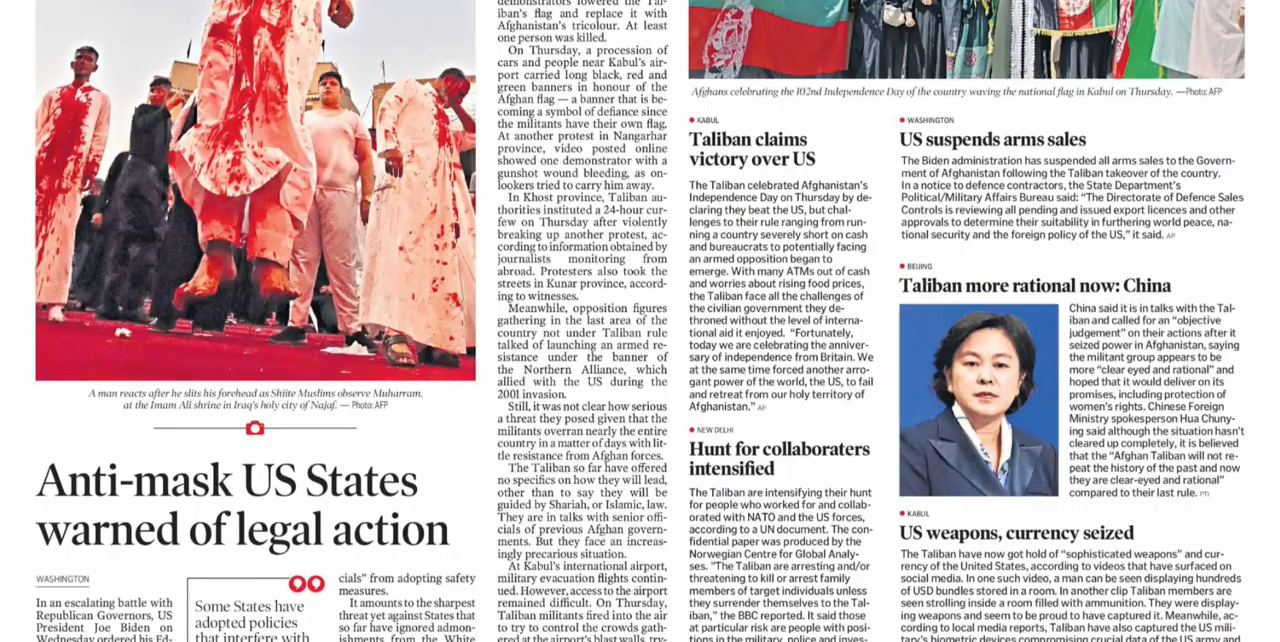 A man reacts after he slits his forehead as Shiite Muslims observe Muharram,
at the Imam Ali shrine in Iraq's holy city of Najaf. — Photo: AFP
Anti-mask US States
warned of legal action
WASHINGTON
In an escalating battle with
Republican Governors, US
President Joe Biden on
Wednesday ordered his Ed-
Some States have
adopted policies
that interfere with
cials" from adopting safety
measures.
It amounts to the sharpest
threat yet against States that
so far have ignored admon-
ishments from the White
demonstrators lowered the Tal-
iban's flag and replace it with
Afghanistan's tricolour. At least
one person was killed.
On Thursday, a procession of
cars and people near Kabul's air-
port carried long black, red and
green banners in honour of the
Afghan flag — a banner that is be-
coming a symbol of defiance since
the militants have their own flag.
At another protest in Nangarhar
province, video posted online
showed one demonstrator with a
gunshot wound bleeding, as on-
lookers tried to carry him away.
In Khost province, Taliban au-
thorities instituted a 24-hour cur-
few on Thursday after violently
breaking up another protest, ac-
cording to information obtained by
journalists monitoring from
abroad. Protesters also took the
streets in Kunar province, accord-
ing to witnesses.
Meanwhile, opposition figures
gathering in the last area of the
country not under Taliban rule
talked of launching an armed re-
sistance under the banner of
the Northern Alliance, which
allied with the US during the
2001 invasion.
Still, it was not clear how serious
a threat they posed given that the
militants overran nearly the entire
country in a matter of days with lit-
tle resistance from Afghan forces.
The Taliban so far have offered
no specifics on how they will lead,
other than to say they will be
guided by Shariah, or Islamic, law.
They are in talks with senior offi-
cials of previous Afghan govern-
ments. But they face an increas-
ingly precarious situation.
At Kabul's international airport,
military evacuation flights contin-
ued. However, access to the airport
remained difficult. On Thursday,
Taliban militants fired into the air
to try to control the crowds gath-
ered at the airport's blast walls, try-
Afghans celebrating the 102nd Independence Day of the country waving the national flag in Kabul on Thursday. —Photo: AFP
KABUL
Taliban claims
victory over US
The Taliban celebrated Afghanistan's
Independence Day on Thursday by de-
claring they beat the US, but chal-
lenges to their rule ranging from run-
ning a country severely short on cash
and bureaucrats to potentially facing
an armed opposition began to
emerge. With many ATMs out of cash
and worries about rising food prices,
the Taliban face all the challenges of
the civilian government they de-
throned without the level of interna-
tional aid it enjoyed. "Fortunately,
today we are celebrating the anniver-
sary of independence from Britain. We
at the same time forced another arro-
gant power of the world, the US, to fail
and retreat from our holy territory of
Afghanistan." AP
NEW DELHI
Hunt for collaboraters
intensified
The Taliban are intensifying their hunt
for people who worked for and collab-
orated with NATO and the US forces,
according to a UN document. The con-
fidential paper was produced by the
Norwegian Centre for Global Analy-
ses. "The Taliban are arresting and/or
threatening to kill or arrest family
members of target individuals unless
they surrender themselves to the Tal-
iban," the BBC reported. It said those
at particular risk are people with posi-
tions in the military, police and inves-
WASHINGTON
US suspends arms sales
The Biden administration has suspended all arms sales to the Govern-
ment of Afghanistan following the Taliban takeover of the country.
In a notice to defence contractors, the State Department's
Political/Military Affairs Bureau said: "The Directorate of Defence Sales
Controls is reviewing all pending and issued export licences and other
approvals to determine their suitability in furthering world peace, na-
tional security and the foreign policy of the US," it said. AP
BEIJING
Taliban more rational now: China
China said it is in talks with the Tal-
iban and called for an "objective
judgement" on their actions after it
seized power in Afghanistan, saying
the militant group appears to be
more "clear eyed and rational" and
hoped that it would deliver on its
promises, including protection of
women's rights. Chinese Foreign
Ministry spokesperson Hua Chuny-
ing said although the situation hasn't
cleared up completely, it is believed
that the "Afghan Taliban will not re-
peat the history of the past and now
they are clear-eyed and rational"
compared to their last rule. PTI
KABUL
US weapons, currency seized
The Taliban have now got hold of "sophisticated weapons" and cur-
rency of the United States, according to videos that have surfaced on
social media. In one such video, a man can be seen displaying hundreds
of USD bundles stored in a room. In another clip Taliban members are
seen strolling inside a room filled with ammunition. They were display-
ing weapons and seem to be proud to have captured it. Meanwhile, ac-
cording to local media reports, Taliban have also captured the US mili-
tary's biometric devices compromising crucial data of the US army and